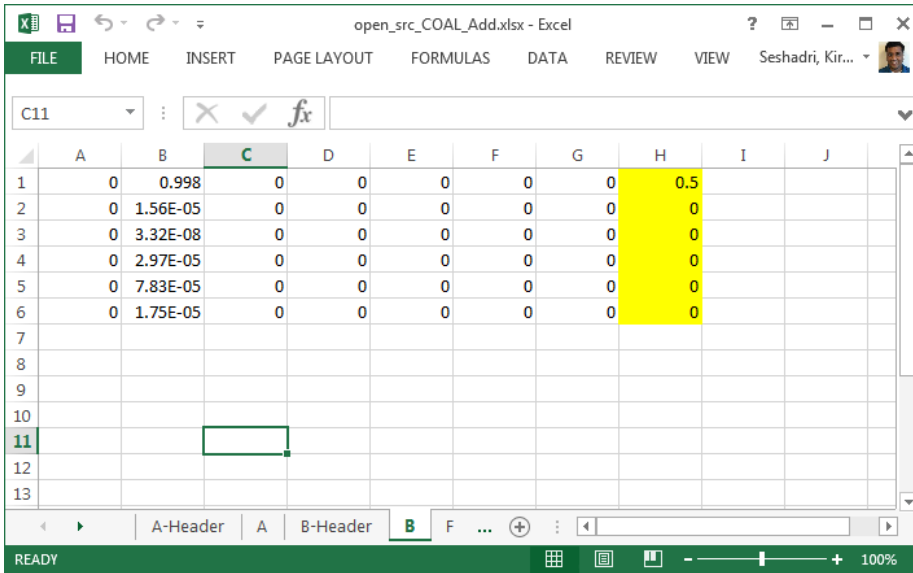 open_src_COAL_Add.xlsx - Excel
FILE HOME INSERT PAGE LAYOUT FORMULAS DATA REVIEW VIEW Seshadri, Kir...
C11 fx
A B C D E F G H I J
1 0 0.998 0 0 0 0 0 0.5
2 0 1.56E-05 0 0 0 0 0 0
3 0 3.32E-08 0 0 0 0 0 0
4 0 2.97E-05 0 0 0 0 0 0
5 0 7.83E-05 0 0 0 0 0 0
6 0 1.75E-05 0 0 0 0 0 0
7
8
9
10
11
12
13
A-Header A B-Header B F ...
READY 100%